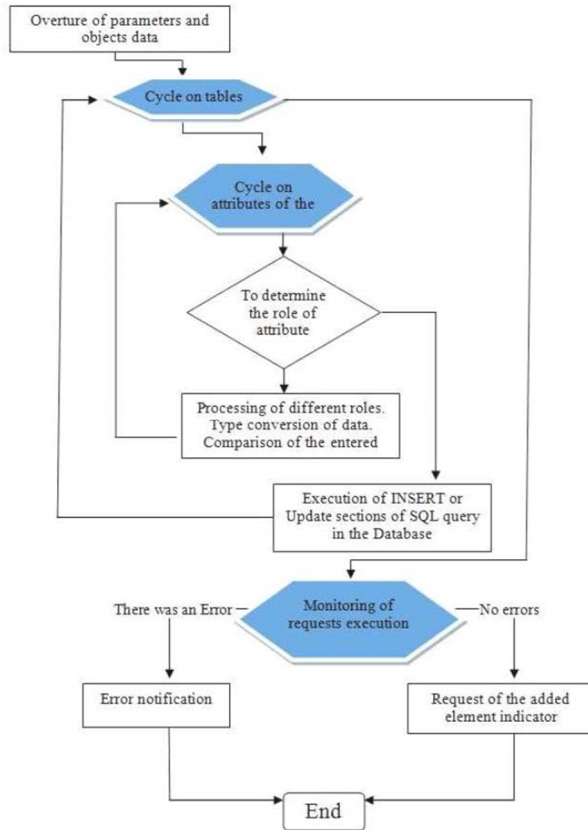 Overture of parameters and
objects data
Cycle on tables
Cycle on
attributes of the
To determine
the role of
attribute
Processing of different roles.
Type conversion of data.
Comparison of the entered
Execution of INSERT or
Update sections of SQL query
in the Database
Monitoring of
requests execution
There was an Error
No errors
Error notification
Request of the added
element indicator
End